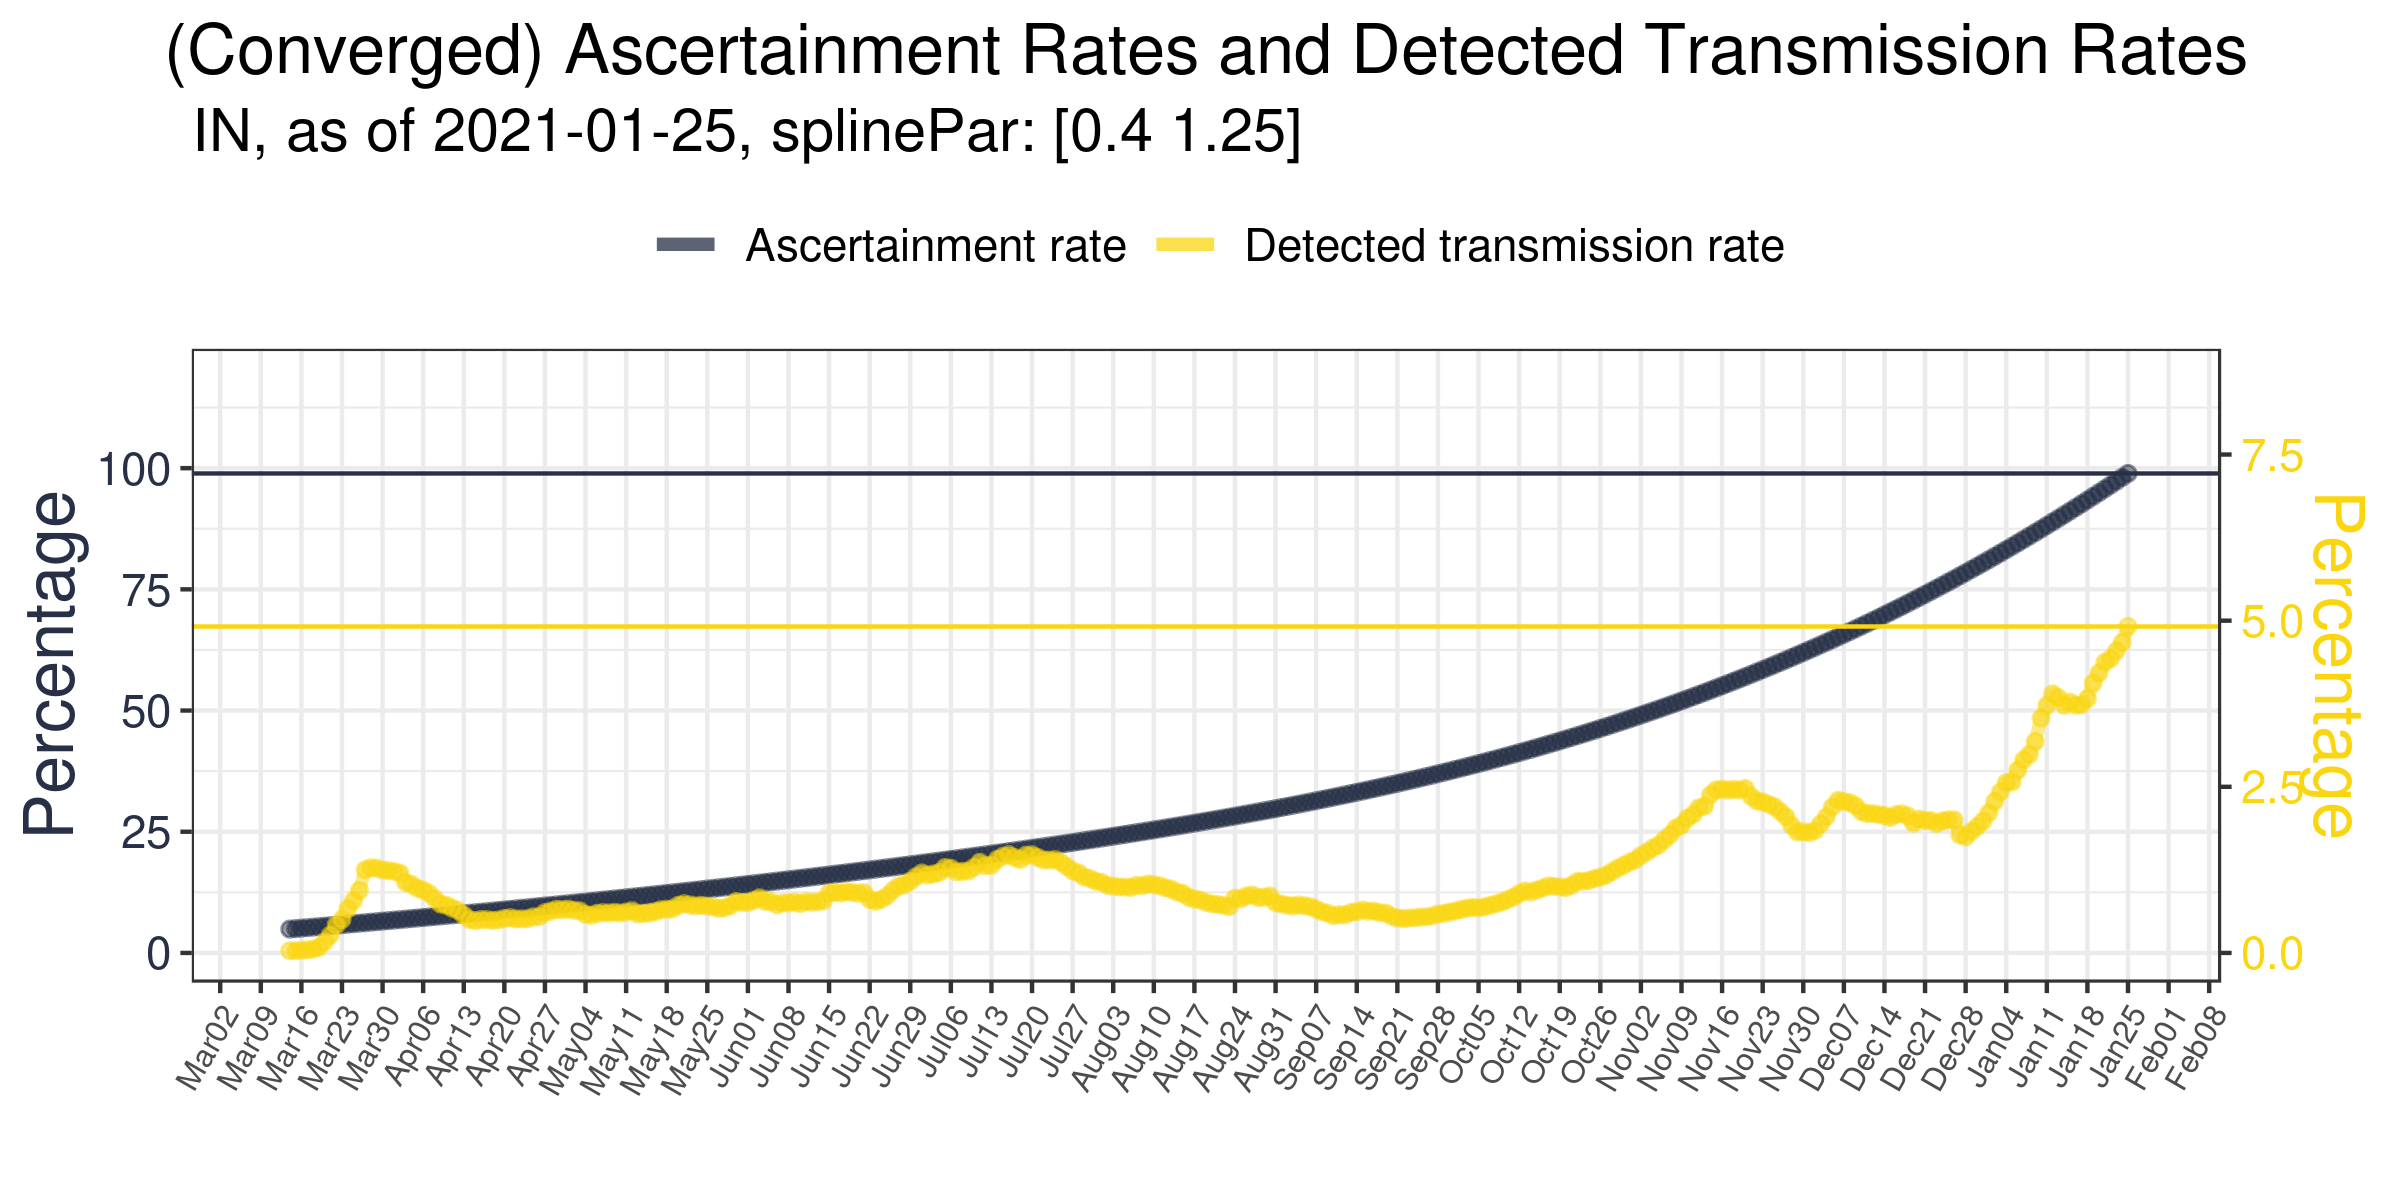 (Converged) Ascertainment Rates and Detected Transmission Rates
IN, as of 2021-01-25, splinePar: [0.4 1.25]
Ascertainment rate
Detected transmission rate
Percentage
100
75
50
25
0
7.5
5.0
2.5
0.0
Percentage
Mar02
Mar09
Mar16
Mar23
Mar30
Apr06
Apr13
Apr20
Apr27
May04
May11
May18
May25
Jun01
Jun08
Jun15
Jun22
Jun29
Jul06
Jul13
Jul20
Jul27
Aug03
Aug10
Aug17
Aug24
Aug31
Sep07
Sep14
Sep21
Sep28
Oct05
Oct12
Oct19
Oct26
Nov02
Nov09
Nov16
Nov23
Nov30
Dec07
Dec14
Dec21
Dec28
Jan04
Jan11
Jan18
Jan25
Feb01
Feb08